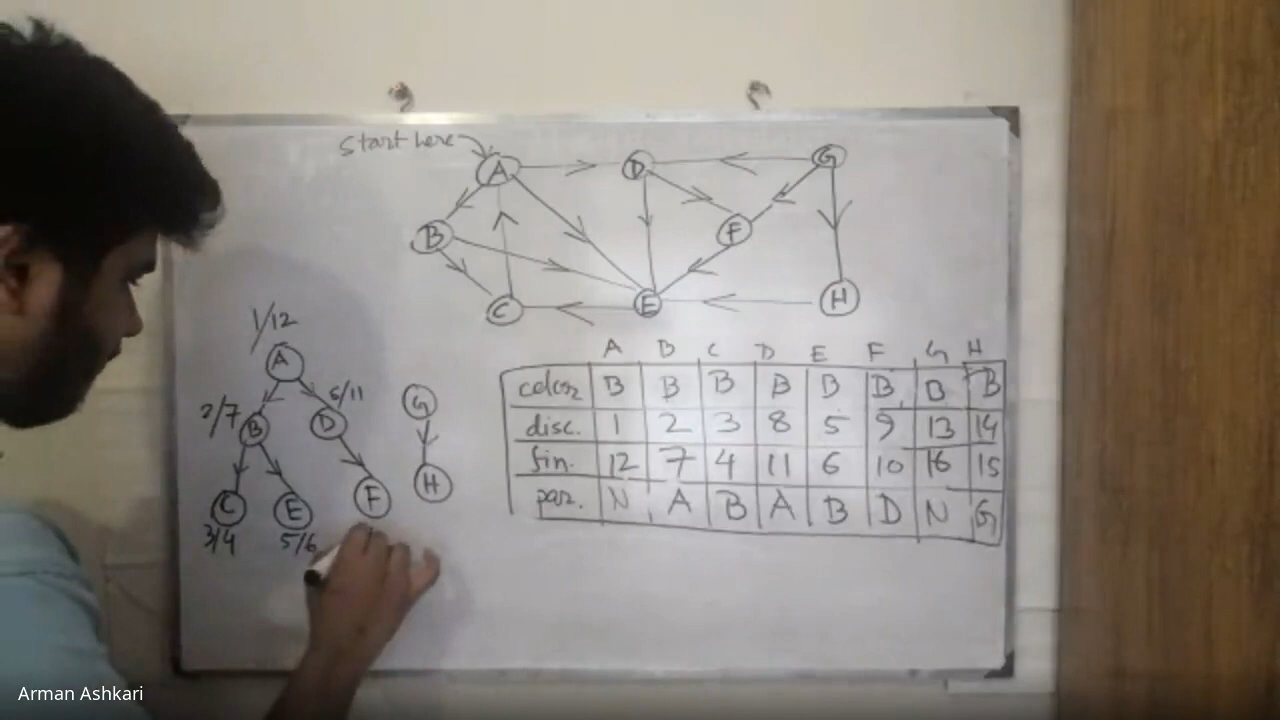 start here
A D G
B F
C E H
1/12
A
2/7 B D 6/11
C E F
3/4 5/6
G
H
A B C D E F G H
color B B B B B B B B
disc. 1 2 3 8 5 9 13 14
fin. 12 7 4 11 6 10 16 15
par. N A B A B D N G
Arman Ashkari